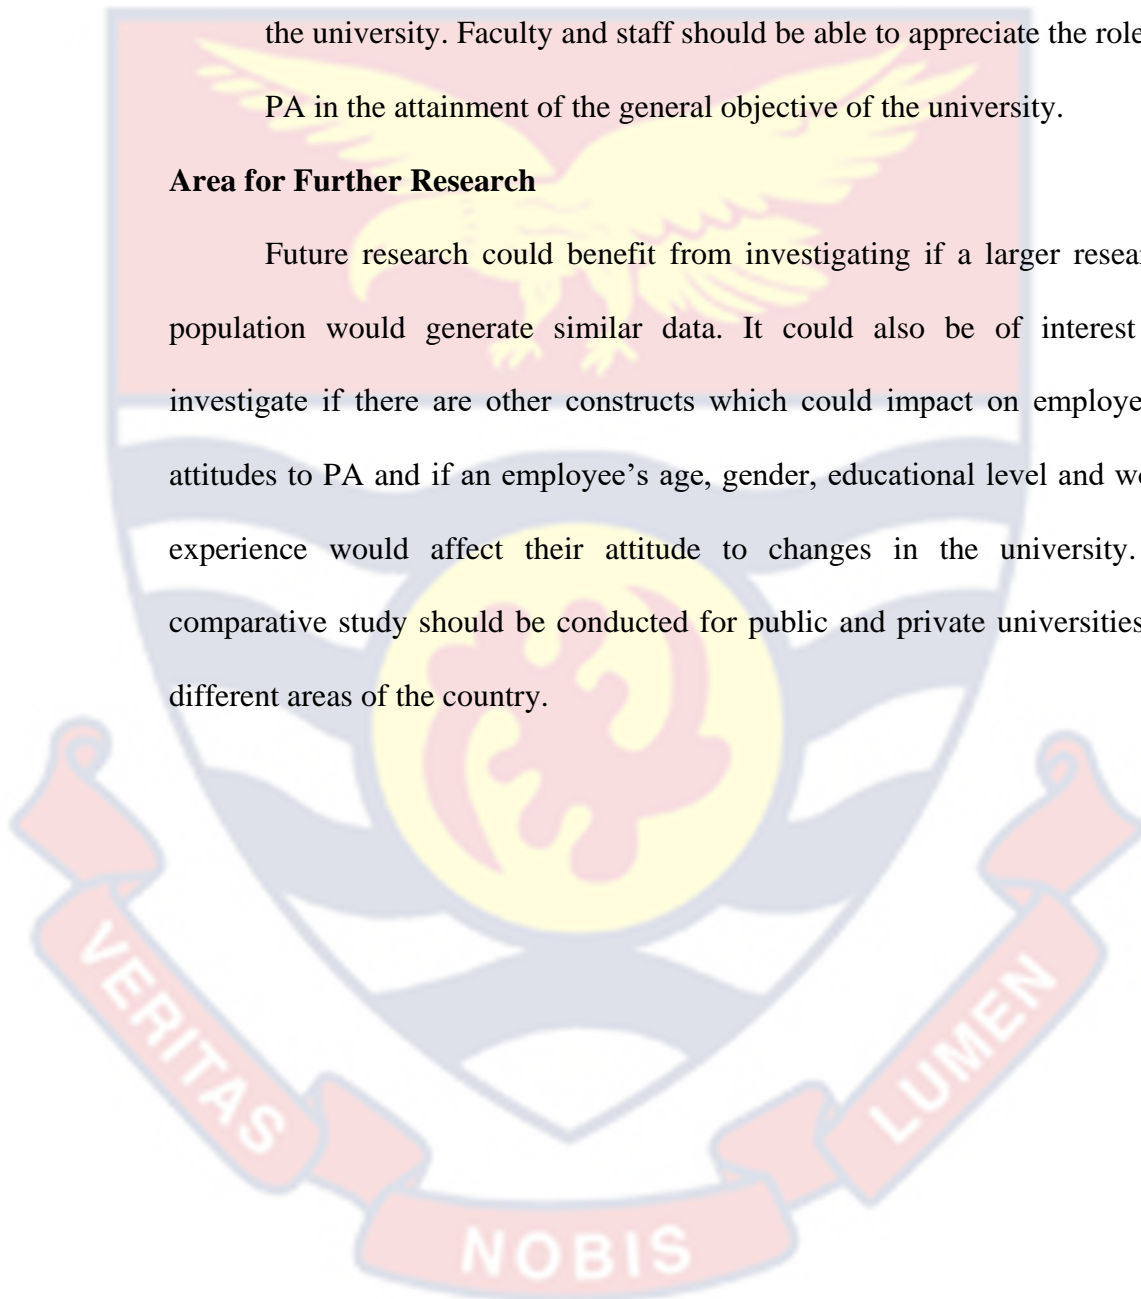 the university. Faculty and staff should be able to appreciate the role
PA in the attainment of the general objective of the university.
Area for Further Research
Future research could benefit from investigating if a larger resear
population would generate similar data. It could also be of interest
investigate if there are other constructs which could impact on employe
attitudes to PA and if an employee’s age, gender, educational level and wo
experience would affect their attitude to changes in the university.
comparative study should be conducted for public and private universities
different areas of the country.
VERITAS
NOBIS
LUMEN